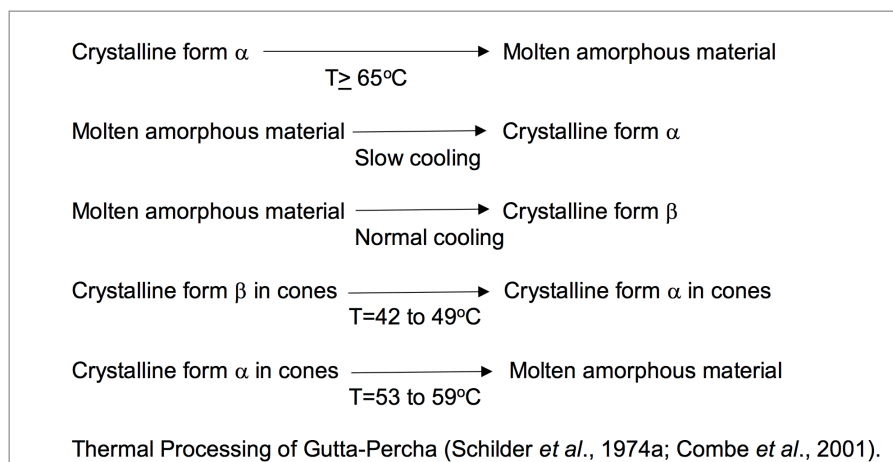 Crystalline form α Molten amorphous material
T≥ 65°C
Molten amorphous material Crystalline form α
Slow cooling
Molten amorphous material Crystalline form β
Normal cooling
Crystalline form β in cones Crystalline form α in cones
T=42 to 49°C
Crystalline form α in cones Molten amorphous material
T=53 to 59°C
Thermal Processing of Gutta-Percha (Schilder et al., 1974a; Combe et al., 2001).